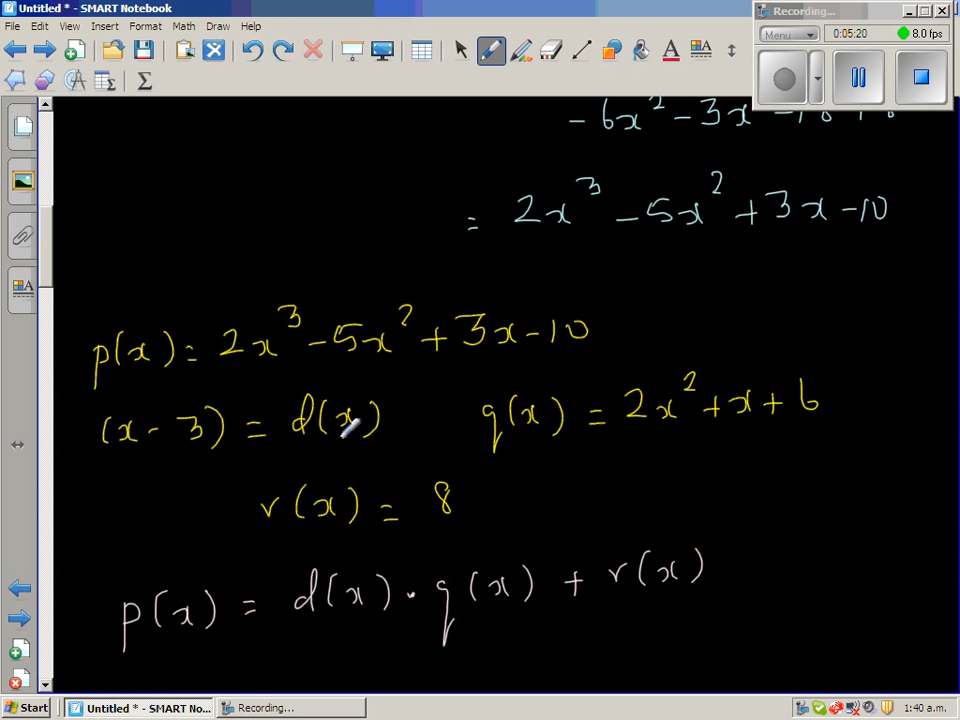 Untitled * - SMART Notebook
Recording...
File Edit View Insert Format Math Draw Help
Menu 0:05:20 8.0 fps
- 6x² - 3x
= 2x³ - 5x² + 3x - 10
p(x) = 2x³ - 5x² + 3x - 10
(x - 3) = d(x) q(x) = 2x² + x + 6
r(x) = 8
p(x) = d(x) · q(x) + r(x)
Start Untitled * - SMART No... Recording... 1:40 a.m.